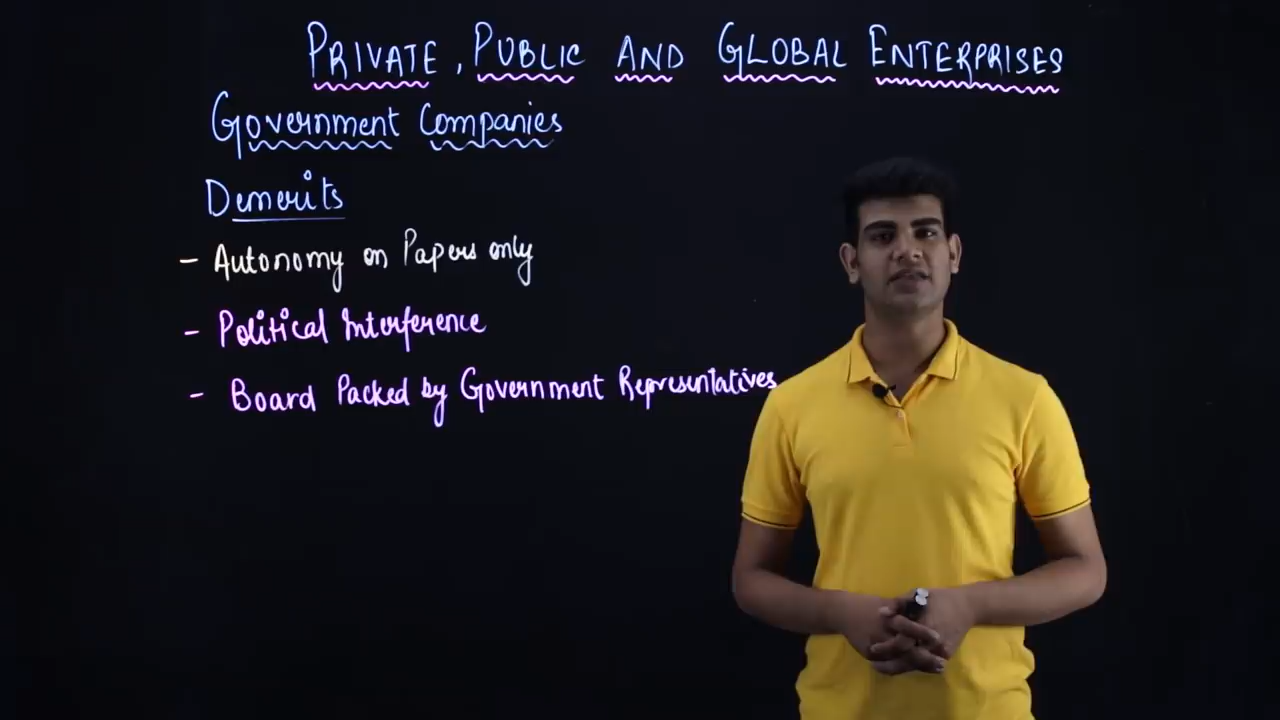 PRIVATE, PUBLIC AND GLOBAL ENTERPRISES
Government Companies
Demerits
- Autonomy on Papers only
- Political Interference
- Board Packed by Government Representatives